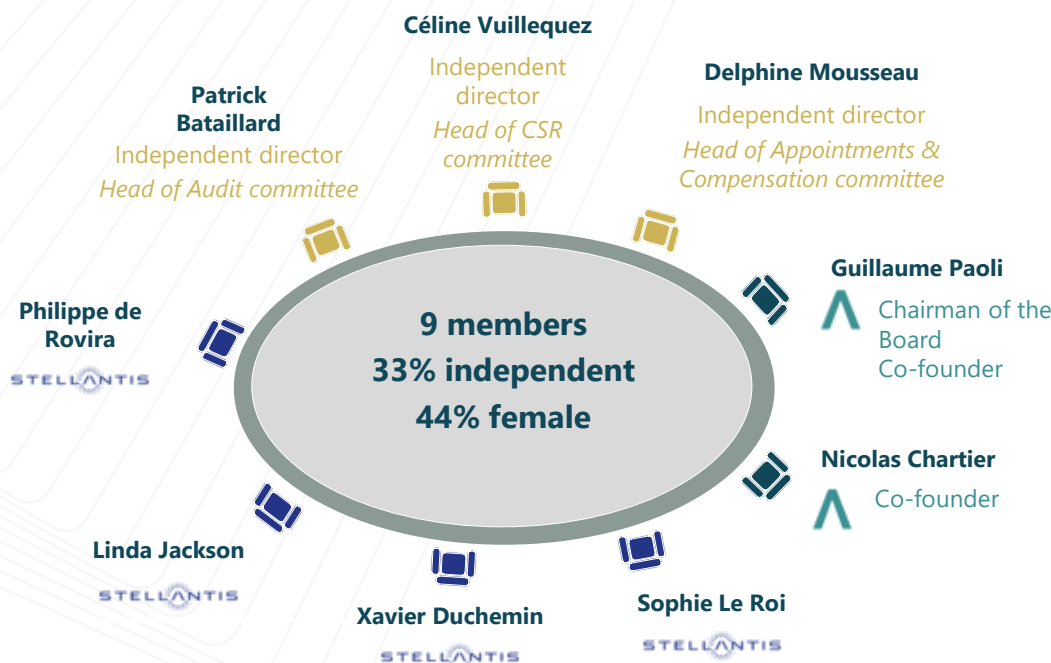 Céline Vuillequez
Independent
director
Head of CSR
committee
Delphine Mousseau
Independent director
Head of Appointments &
Compensation committee
Patrick
Bataillard
Independent director
Head of Audit committee
Guillaume Paoli
Chairman of the
Board
Co-founder
Philippe de
Rovira
STELLANTIS
9 members
33% independent
44% female
Nicolas Chartier
Co-founder
Linda Jackson
STELLANTIS
Xavier Duchemin
STELLANTIS
Sophie Le Roi
STELLANTIS